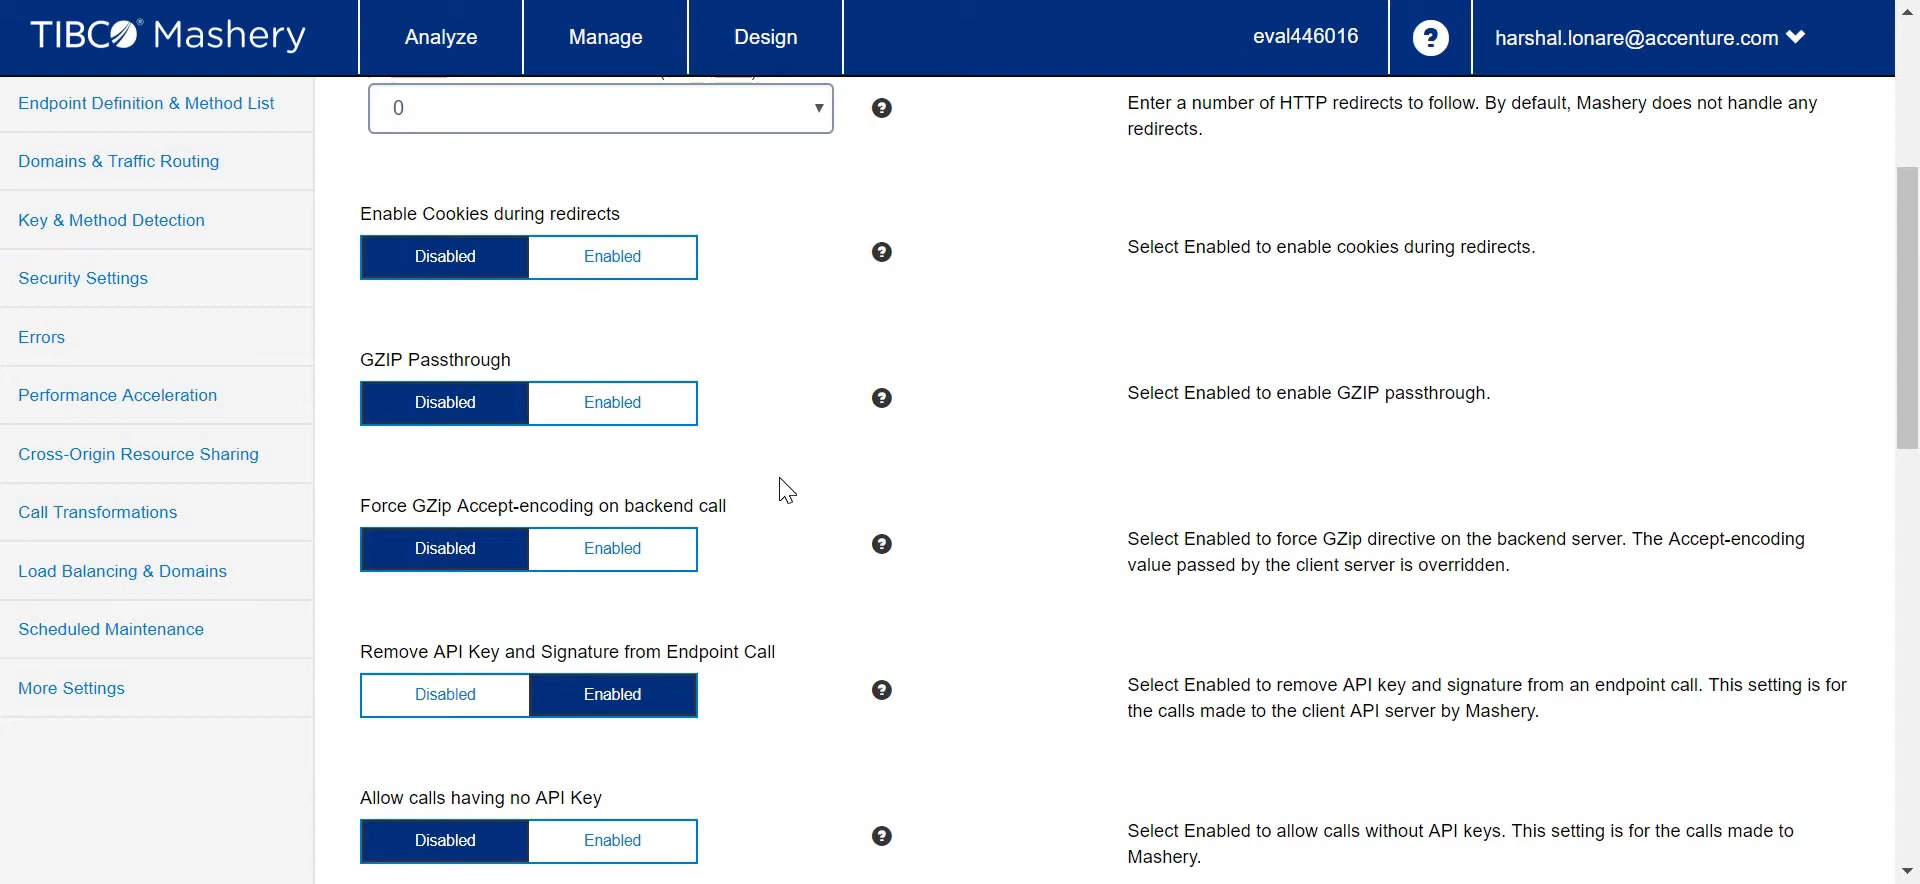 TIBCO® Mashery
Analyze
Manage
Design
eval446016
?
harshal.lonare@accenture.com
Endpoint Definition & Method List
Domains & Traffic Routing
Key & Method Detection
Security Settings
Errors
Performance Acceleration
Cross-Origin Resource Sharing
Call Transformations
Load Balancing & Domains
Scheduled Maintenance
More Settings
0
?
Enter a number of HTTP redirects to follow. By default, Mashery does not handle any
redirects.
Enable Cookies during redirects
Disabled
Enabled
?
Select Enabled to enable cookies during redirects.
GZIP Passthrough
Disabled
Enabled
?
Select Enabled to enable GZIP passthrough.
Force GZip Accept-encoding on backend call
Disabled
Enabled
?
Select Enabled to force GZip directive on the backend server. The Accept-encoding
value passed by the client server is overridden.
Remove API Key and Signature from Endpoint Call
Disabled
Enabled
?
Select Enabled to remove API key and signature from an endpoint call. This setting is for
the calls made to the client API server by Mashery.
Allow calls having no API Key
Disabled
Enabled
?
Select Enabled to allow calls without API keys. This setting is for the calls made to
Mashery.